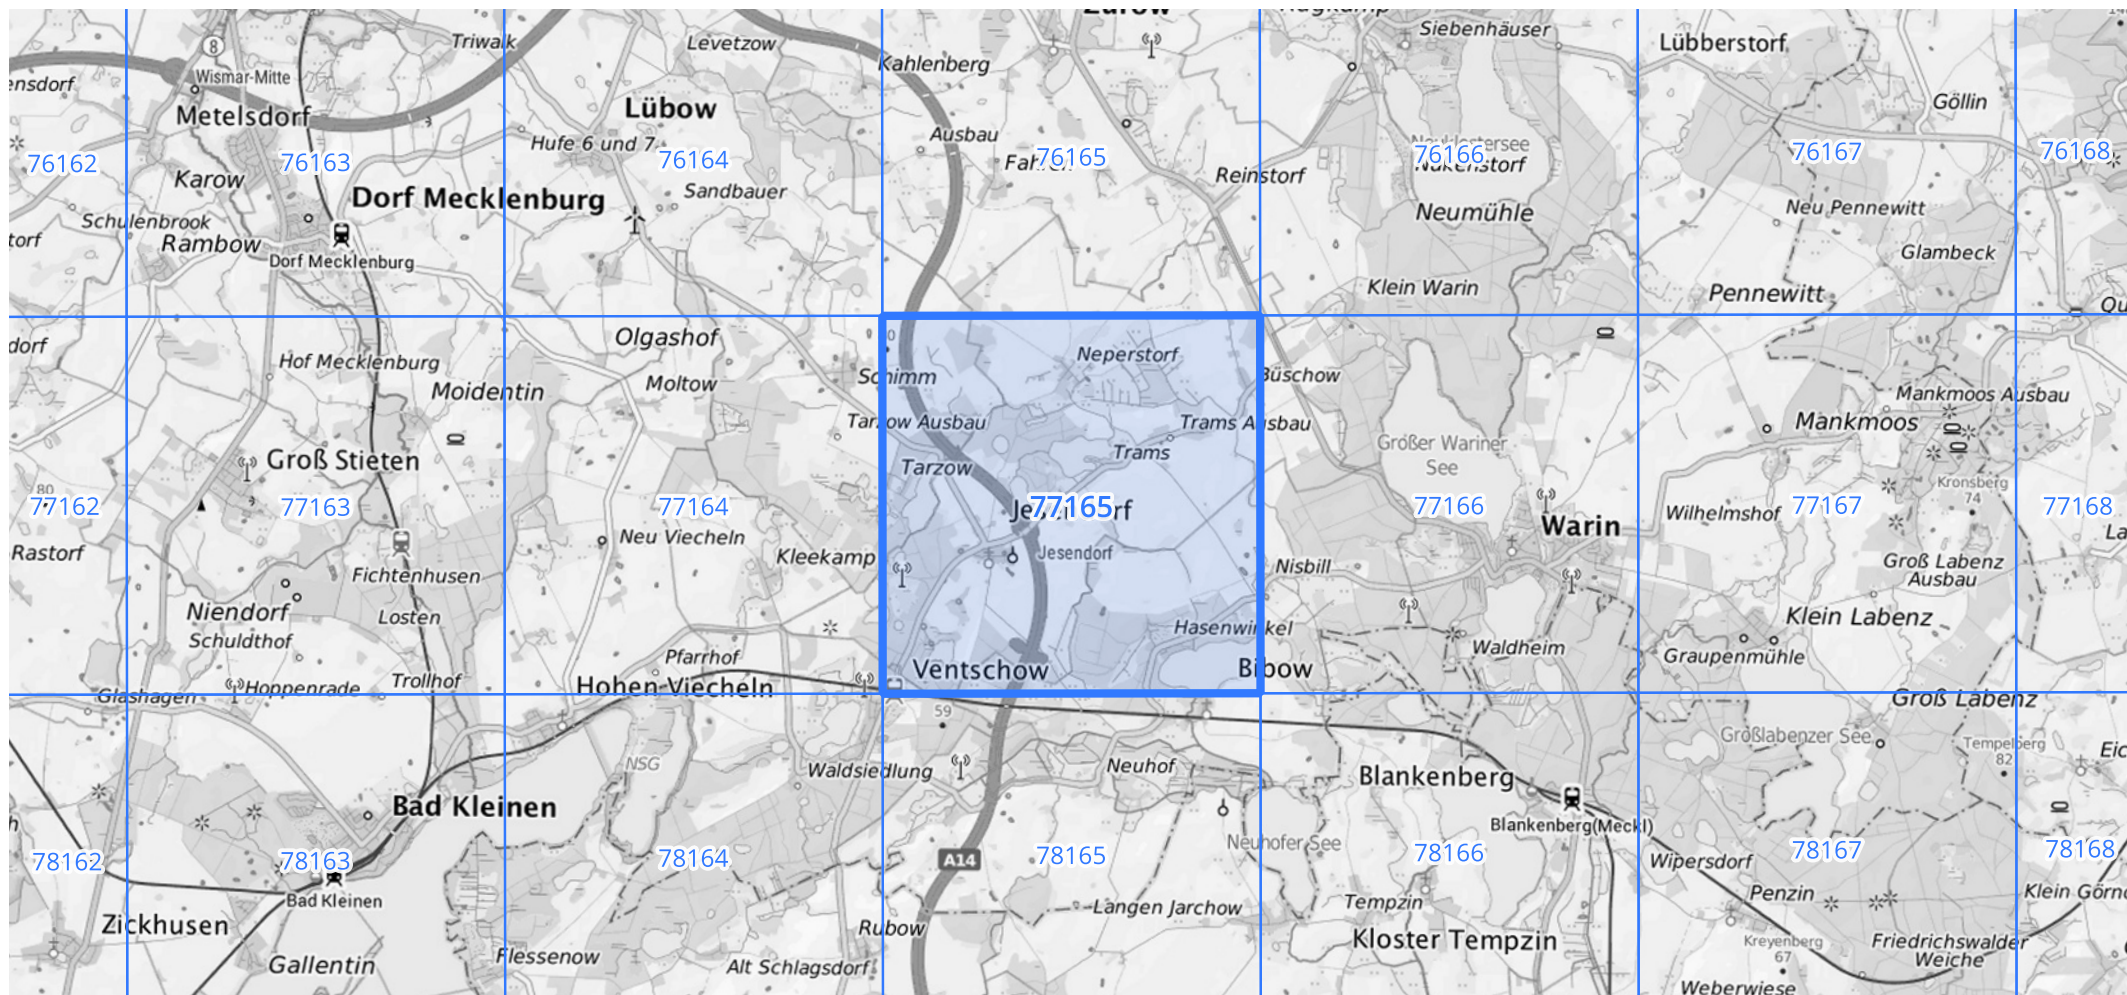 Siebenhäuser
Triwalk
Levetzow
Lübberstorf
8
Wismar-Mitte
Kahlenberg
Metelsdorf
Lübow
Göllin
Ausbau
Hufe 6 und 7
76162
76163
76164
76165
76166
76167
76168
Karow
Sandbauer
Reinstorf
Dorf Mecklenburg
Schulenbrook
Neumühle
Neu Pennewitt
Rambow
Dorf Mecklenburg
Glambeck
Klein Warin
Pennewitt
Olgashof
Neperstorf
Hof Mecklenburg
Moidentin
Moltow
Schimm
Büschow
Mankmoos Ausbau
Tarzow Ausbau
Trams Ausbau
Mankmoos
Großer Wariner
See
Groß Stieten
Tarzow
Trams
Kronsberg
74
80
77162
77163
77164
77165
77166
77167
77168
Wilhelmshof
Warin
Neu Viecheln
Rastorf
Kleekamp
Jesendorf
Nisbill
Groß Labenz
Ausbau
Fichtenhusen
Niendorf
Losten
Klein Labenz
Schuldthof
Hasenwinkel
Waldheim
Pfarrhof
Graupenmühle
Trollhof
Hoppenrade
Hohen Viecheln
Ventschow
Bibow
Glashagen
Groß Labenz
59
Großlabenzer See
Tempelberg
82
NSG
Waldsiedlung
Neuhof
Blankenberg
Bad Kleinen
Blankenberg(Meckl)
Neuhofer See
A14
78162
78163
78164
78165
78166
78167
78168
Wipersdorf
Bad Kleinen
Penzin
Tempzin
Langen Jarchow
Zickhusen
Rubow
Kloster Tempzin
Kreyenberg
67
Friedrichswalder
Weiche
Gallentin
Flessenow
Alt Schlagsdorf
Weberwiese